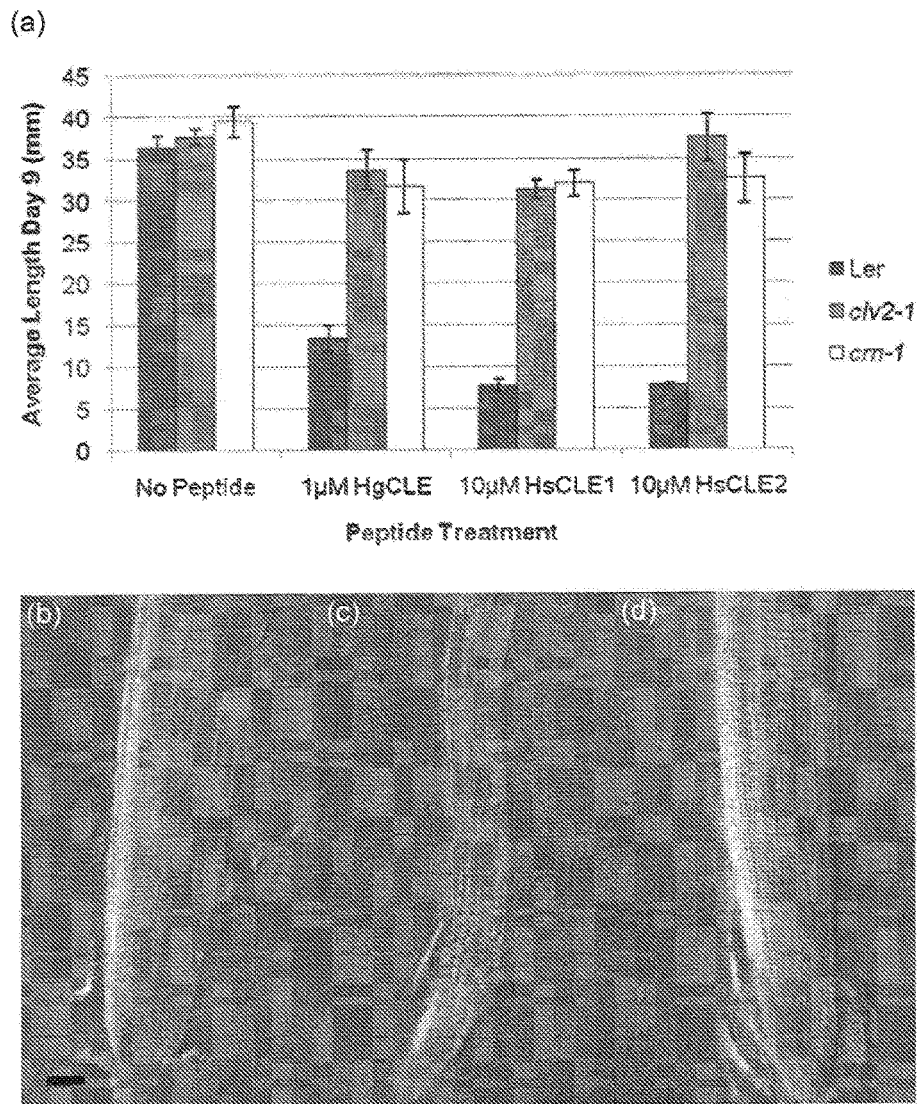 (a)
45
40
35
30
25
20
15
10
5
0
Average Length Day 9 (mm)
No Peptide
1µM HgCLE
10µM HsCLE1
10µM HsCLE2
Peptide Treatment
Ler
clv2-1
crn-1
(b)
(c)
(d)